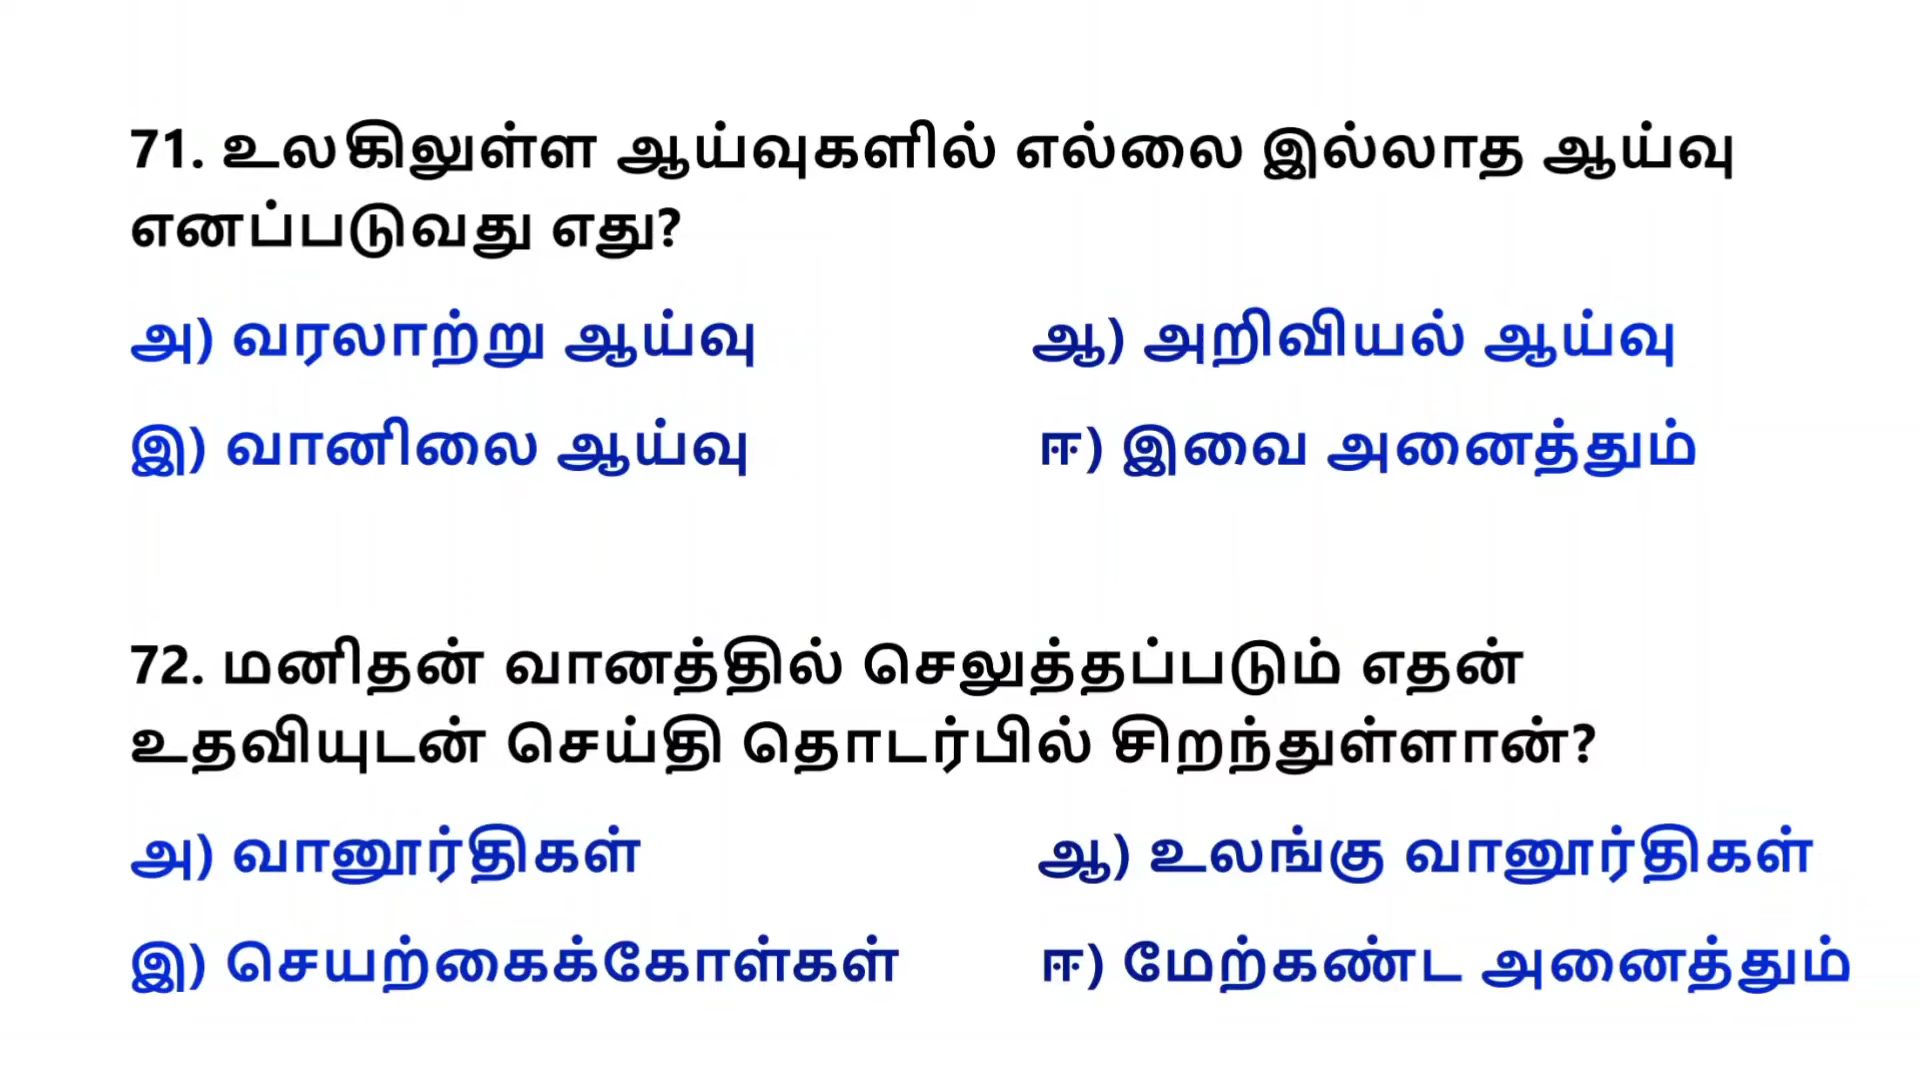 71. உலகிலுள்ள ஆய்வுகளில் எல்லை இல்லாத ஆய்வு
எனப்படுவது எது?
அ) வரலாற்று ஆய்வு ஆ) அறிவியல் ஆய்வு
இ) வானிலை ஆய்வு ஈ) இவை அனைத்தும்
72. மனிதன் வானத்தில் செலுத்தப்படும் எதன்
உதவியுடன் செய்தி தொடர்பில் சிறந்துள்ளான்?
அ) வானூர்திகள் ஆ) உலங்கு வானூர்திகள்
இ) செயற்கைக்கோள்கள் ஈ) மேற்கண்ட அனைத்தும்